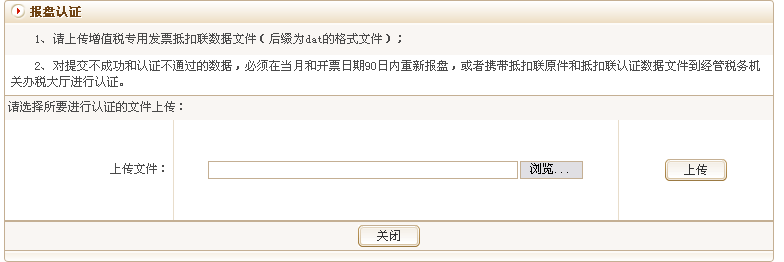 报盘认证
1、请上传增值税专用发票抵扣联数据文件（后缀为dat的格式文件）；
2、对提交不成功和认证不通过的数据，必须在当月和开票日期90日内重新报盘，或者携带抵扣联原件和抵扣联认证数据文件到经管税务机
关办税大厅进行认证。
请选择所要进行认证的文件上传：
上传文件： 浏览... 上传
关闭